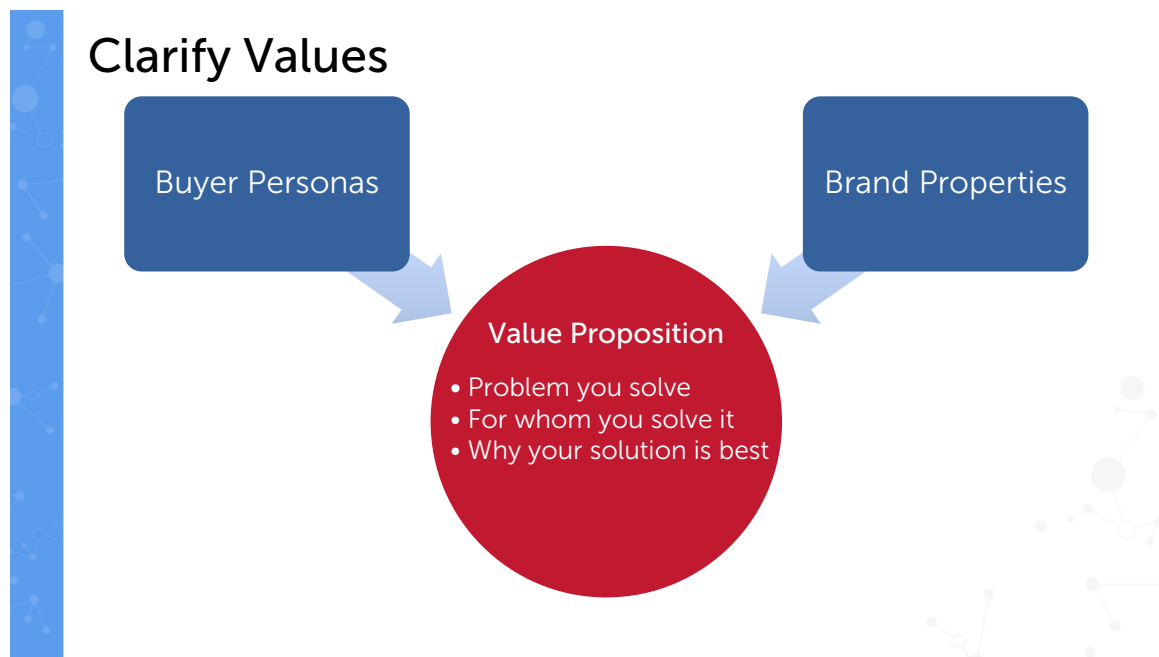 Clarify Values
Buyer Personas
Brand Properties
Value Proposition
• Problem you solve
• For whom you solve it
• Why your solution is best